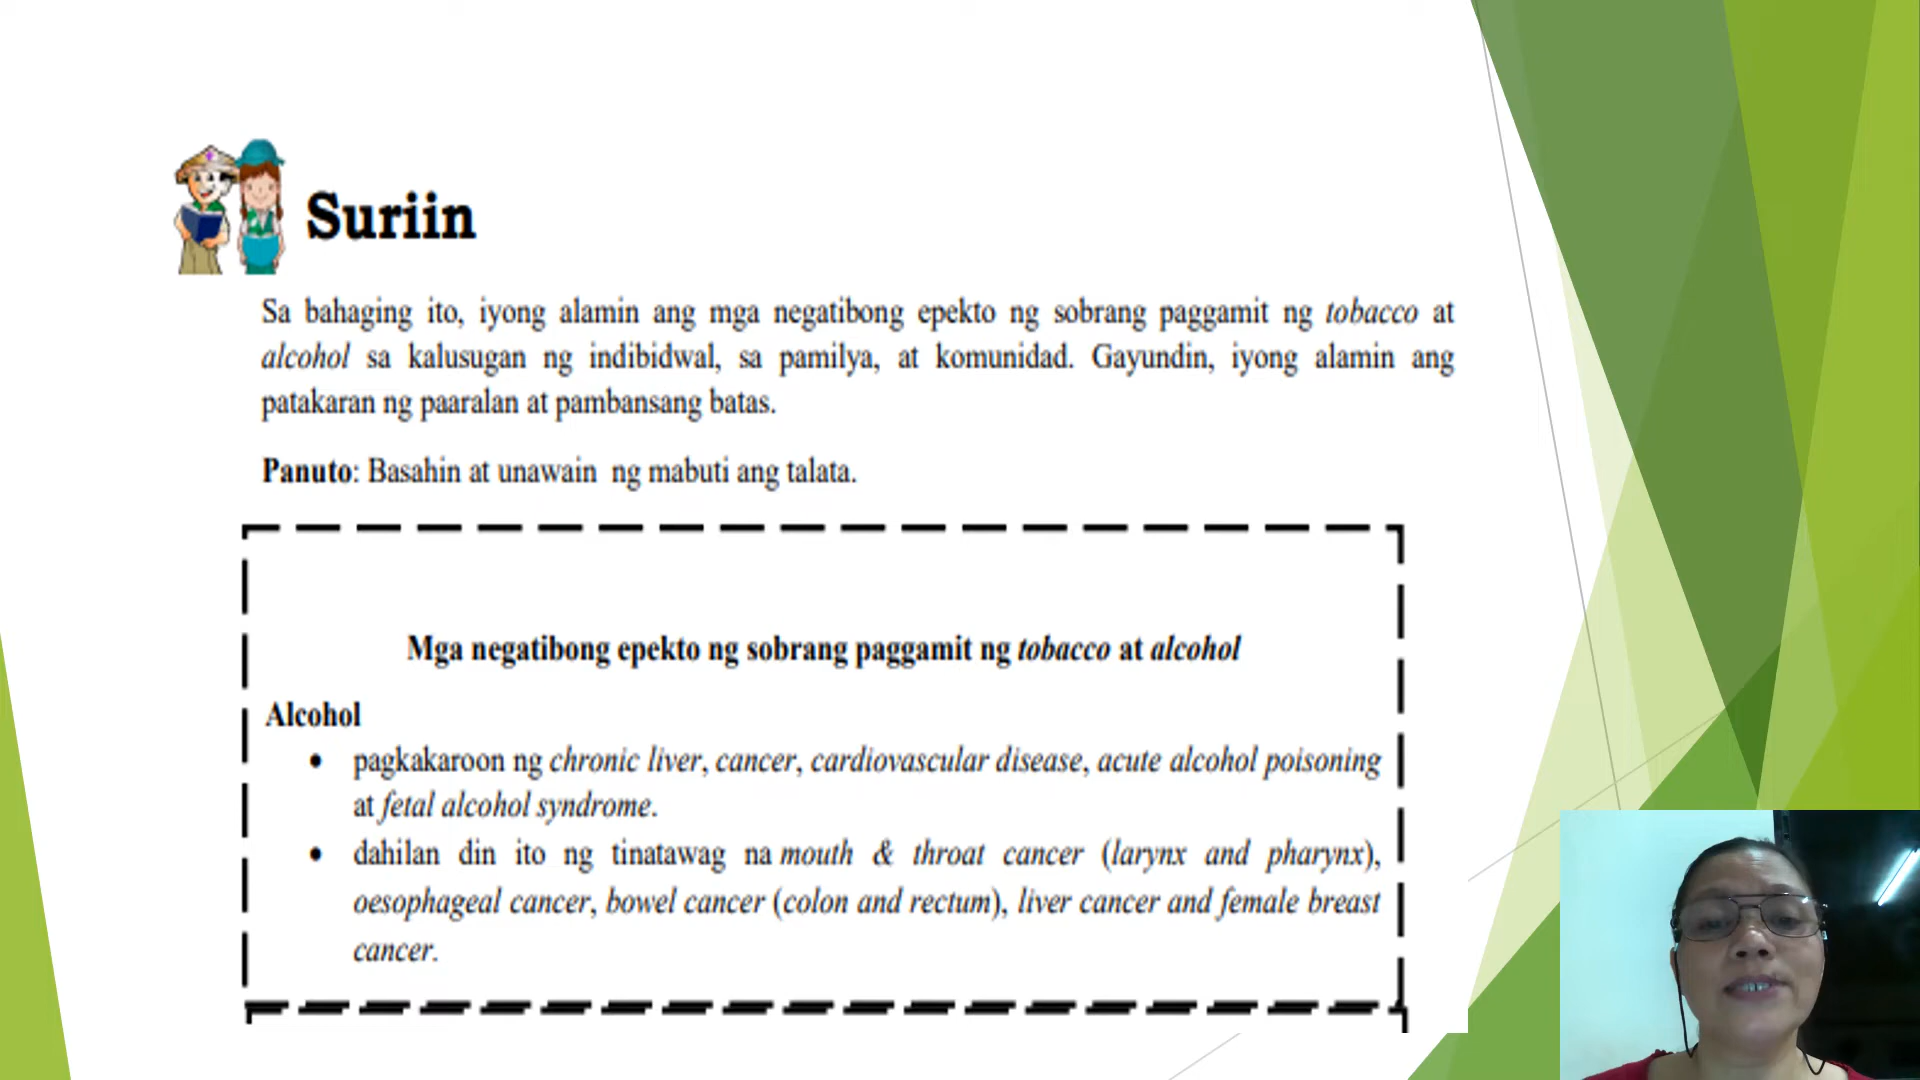 Suriin
Sa bahaging ito, iyong alamin ang mga negatibong epekto ng sobrang paggamit ng tobacco at
alcohol sa kalusugan ng indibidwal, sa pamilya, at komunidad. Gayundin, iyong alamin ang
patakaran ng paaralan at pambansang batas.
Panuto: Basahin at unawain ng mabuti ang talata.
Mga negatibong epekto ng sobrang paggamit ng tobacco at alcohol
Alcohol
• pagkakaroon ng chronic liver, cancer, cardiovascular disease, acute alcohol poisoning
at fetal alcohol syndrome.
• dahilan din ito ng tinatawag na mouth & throat cancer (larynx and pharynx),
oesophageal cancer, bowel cancer (colon and rectum), liver cancer and female breast
cancer.